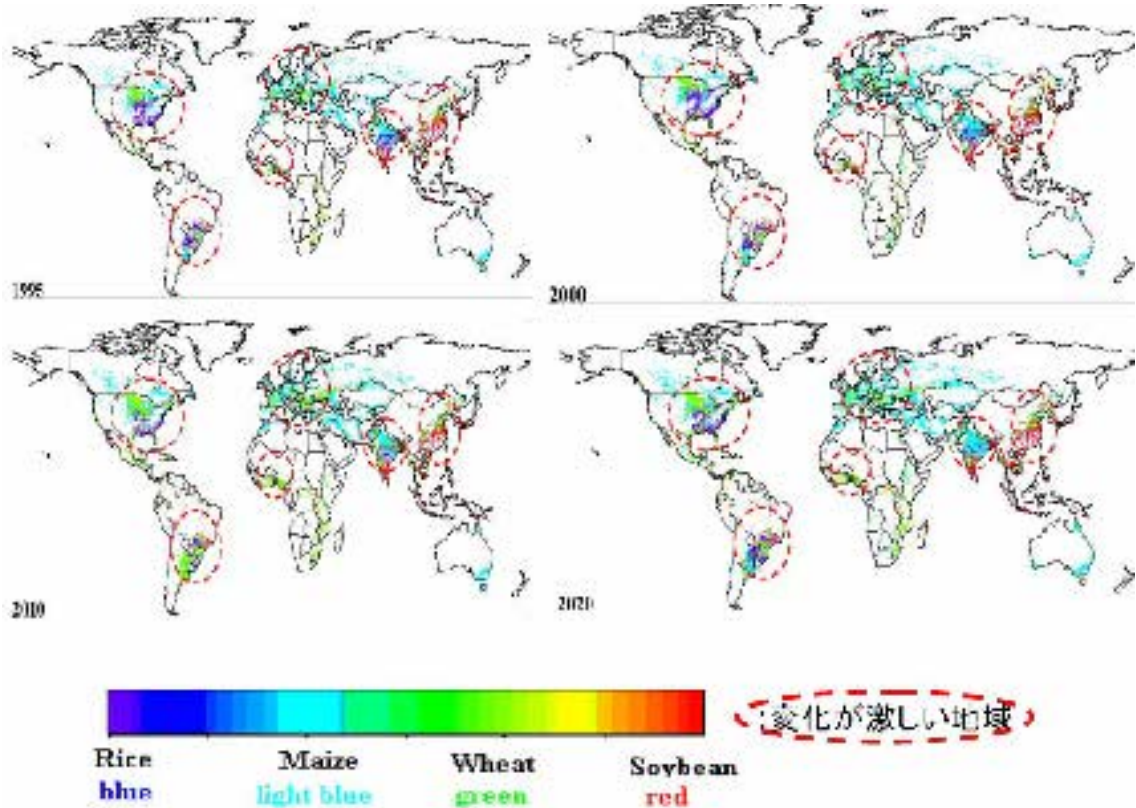 1995
2000
2010
2020
Rice Maize Wheat Soybean
blue light blue green red
:変化が激しい地域